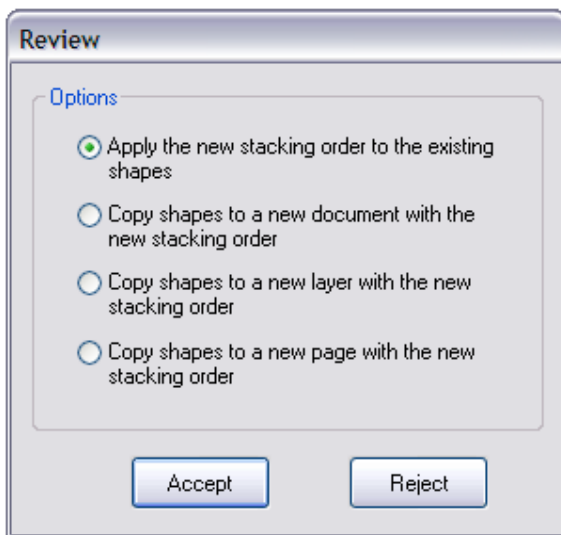 Review
Options
Apply the new stacking order to the existing
shapes
Copy shapes to a new document with the
new stacking order
Copy shapes to a new layer with the new
stacking order
Copy shapes to a new page with the new
stacking order
Accept
Reject